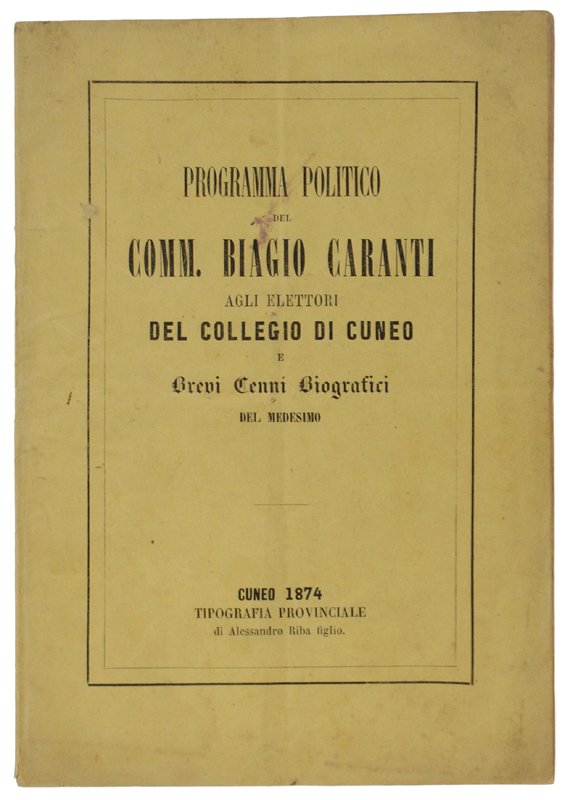 PROGRAMMA POLITICO
DEL
COMM. BIAGIO CARANTI
AGLI ELETTORI
DEL COLLEGIO DI CUNEO
E
Brevi Cenni Biografici
DEL MEDESIMO
CUNEO 1874
TIPOGRAFIA PROVINCIALE
di Alessandro Riba figlio.